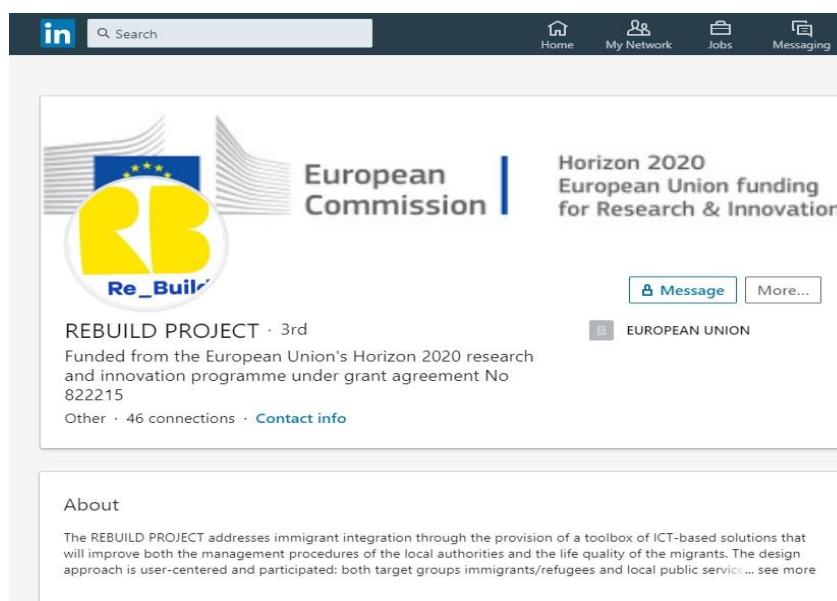 in
Search
Home
My Network
Jobs
Messaging
European
Commission
Horizon 2020
European Union funding
for Research & Innovation
RB
Re_Build
Message
More...
REBUILD PROJECT · 3rd
EUROPEAN UNION
Funded from the European Union's Horizon 2020 research
and innovation programme under grant agreement No
822215
Other · 46 connections · Contact info
About
The REBUILD PROJECT addresses immigrant integration through the provision of a toolbox of ICT-based solutions that
will improve both the management procedures of the local authorities and the life quality of the migrants. The design
approach is user-centered and participated: both target groups immigrants/refugees and local public service... see more